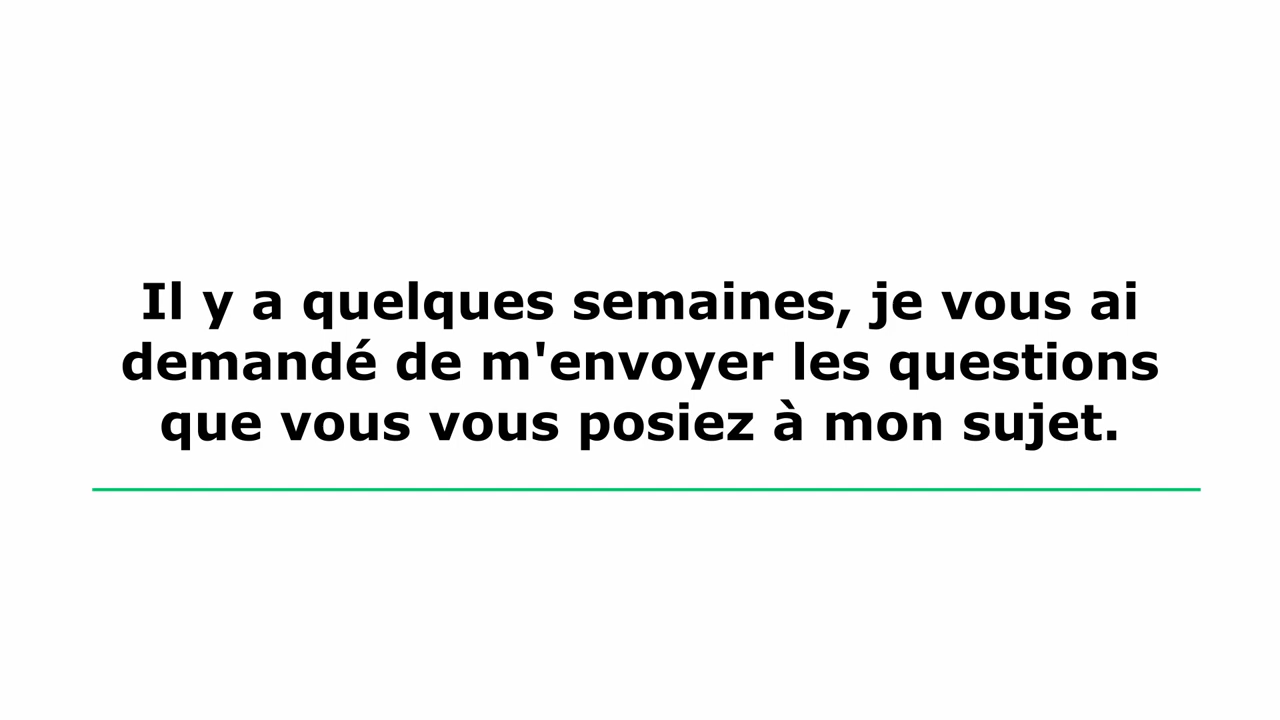 Il y a quelques semaines, je vous ai
demandé de m'envoyer les questions
que vous vous posiez à mon sujet.